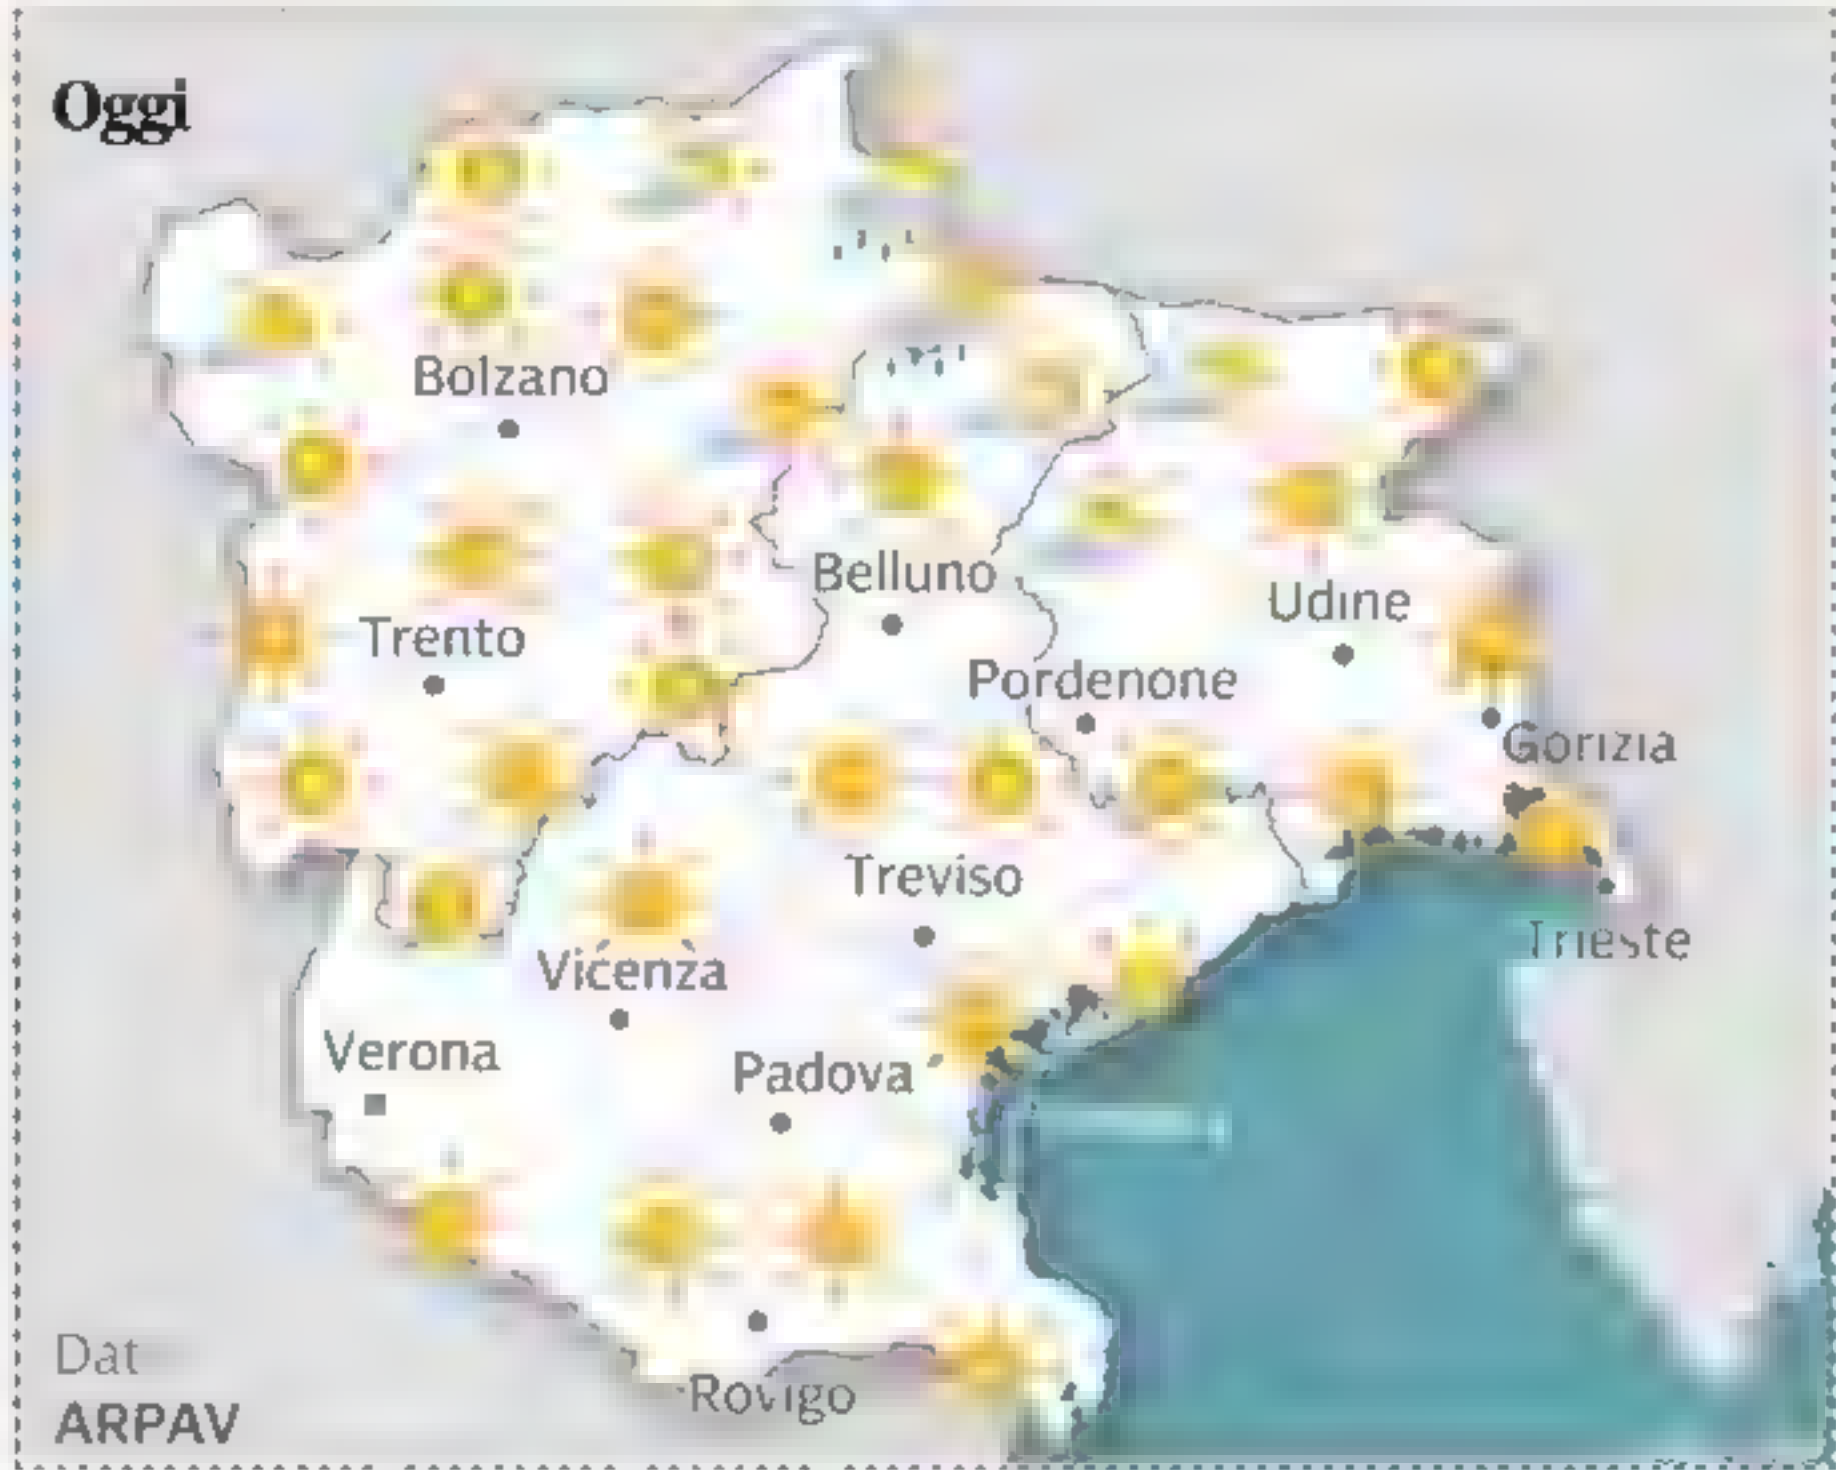 Oggi
Bolzano
Belluno
Udine
Trento
Pordenone
Gorizia
Treviso
Trieste
Vicenza
Verona
Padova
Rovigo
Dat
ARPAV